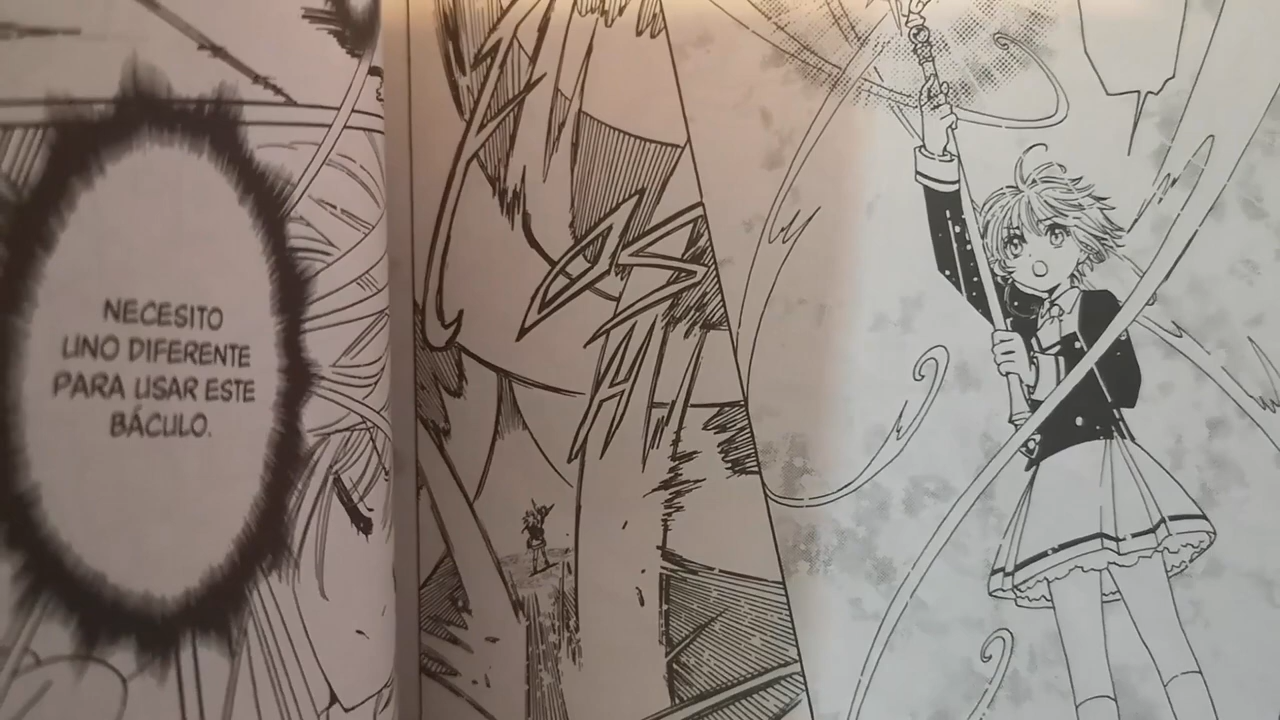 NECESITO
UNO DIFERENTE
PARA USAR ESTE
BÁCULO.